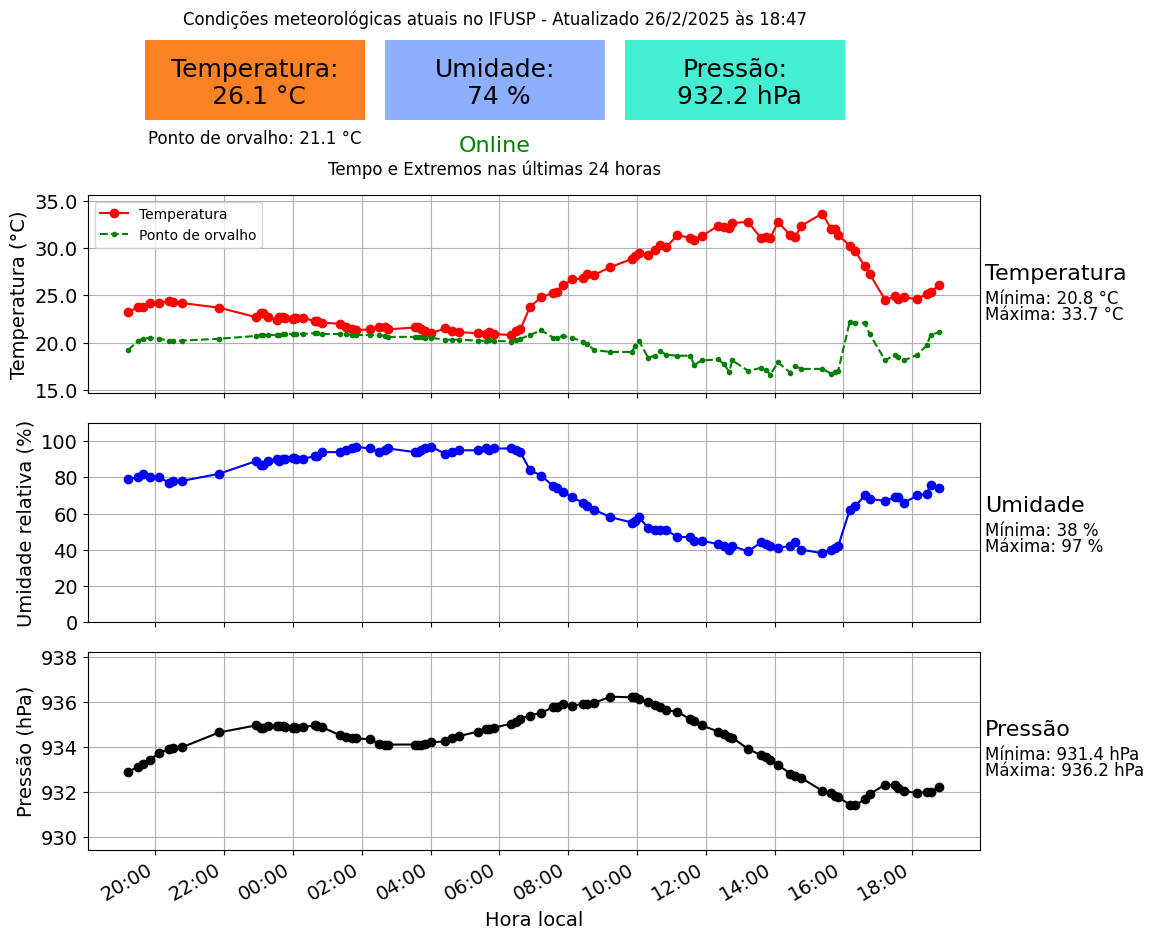 Condições meteorológicas atuais no IFUSP - Atualizado 26/2/2025 às 18:47
Temperatura:
26.1 °C
Umidade:
74 %
Pressão:
932.2 hPa
Ponto de orvalho: 21.1 °C
Online
Tempo e Extremos nas últimas 24 horas
Temperatura (°C)
35.0
30.0
25.0
20.0
15.0
Temperatura
Ponto de orvalho
Temperatura
Mínima: 20.8 °C
Máxima: 33.7 °C
Umidade relativa (%)
100
80
60
40
20
0
Umidade
Mínima: 38 %
Máxima: 97 %
Pressão (hPa)
938
936
934
932
930
Pressão
Mínima: 931.4 hPa
Máxima: 936.2 hPa
20:00 22:00 00:00 02:00 04:00 06:00 08:00 10:00 12:00 14:00 16:00 18:00
Hora local